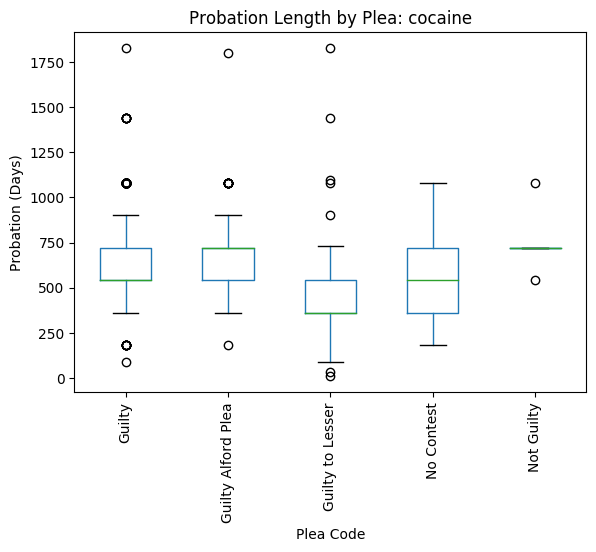 Probation Length by Plea: cocaine
Probation (Days)
1750
1500
1250
1000
750
500
250
0
Guilty
Guilty Alford Plea
Guilty to Lesser
No Contest
Not Guilty
Plea Code